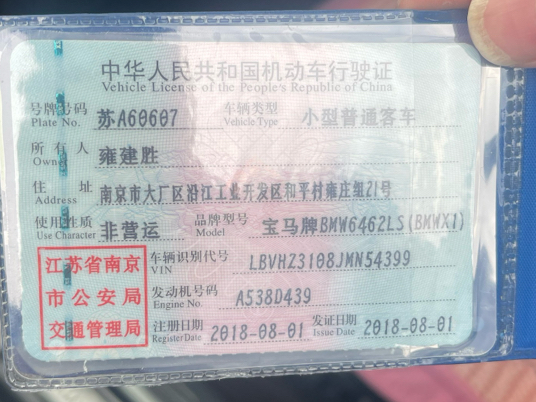 中华人民共和国机动车行驶证
Vehicle License of the People's Republic of China
号牌号码 Plate No. 苏A60607 车辆类型 Vehicle Type 小型普通客车
所有人 Owner 雍建胜
住址 Address 南京市大厂区沿江工业开发区和平村雍庄组21号
使用性质 Use Character 非营运 品牌型号 Model 宝马牌BMW6462LS(BMWX1)
江苏省南京市公安局交通管理局
车辆识别代号 VIN LBVHZ3108JMN54399
发动机号码 Engine No. A538D439
注册日期 Register Date 2018-08-01 发证日期 Issue Date 2018-08-01